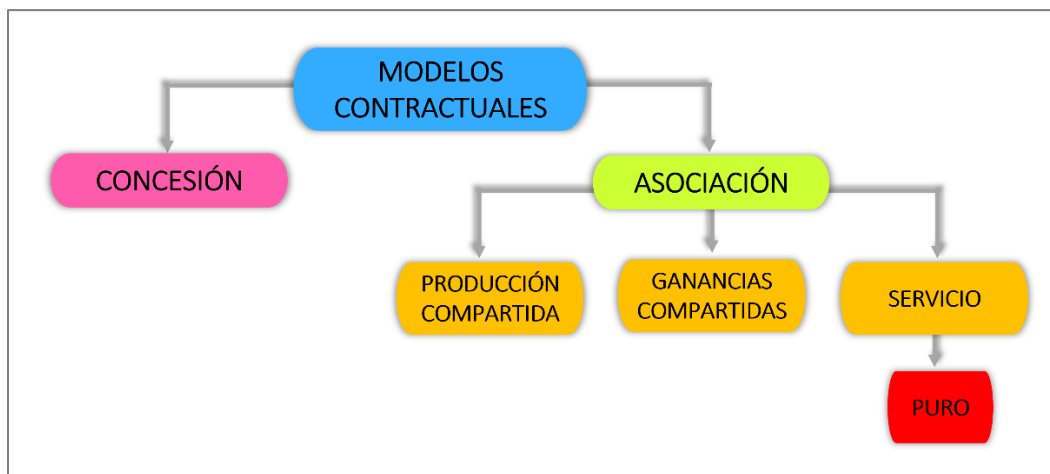 MODELOS
CONTRACTUALES
CONCESIÓN
ASOCIACIÓN
PRODUCCIÓN
COMPARTIDA
GANANCIAS
COMPARTIDAS
SERVICIO
PURO